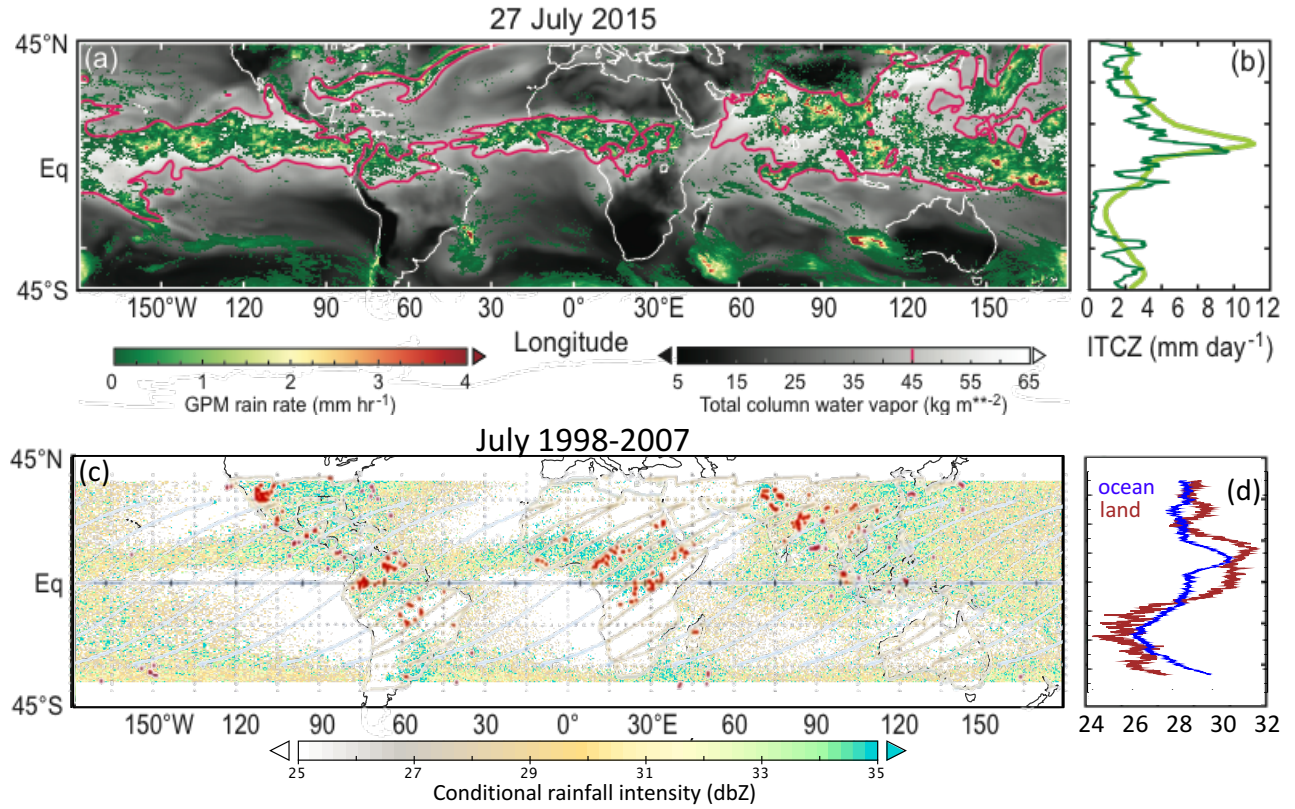 27 July 2015
45°N
Eq
45°S
(a)
(b)
150°W 120 90 60 30 0° 30°E 60 90 120 150
0 2 4 6 8 10 12
Longitude
ITCZ (mm day-1)
0 1 2 3 4
GPM rain rate (mm hr-1)
5 15 25 35 45 55 65
Total column water vapor (kg m**-2)
July 1998-2007
45°N
Eq
45°S
(c)
(d)
ocean
land
150°W 120 90 60 30 0° 30°E 60 90 120 150
24 26 28 30 32
25 27 29 31 33 35
Conditional rainfall intensity (dbZ)